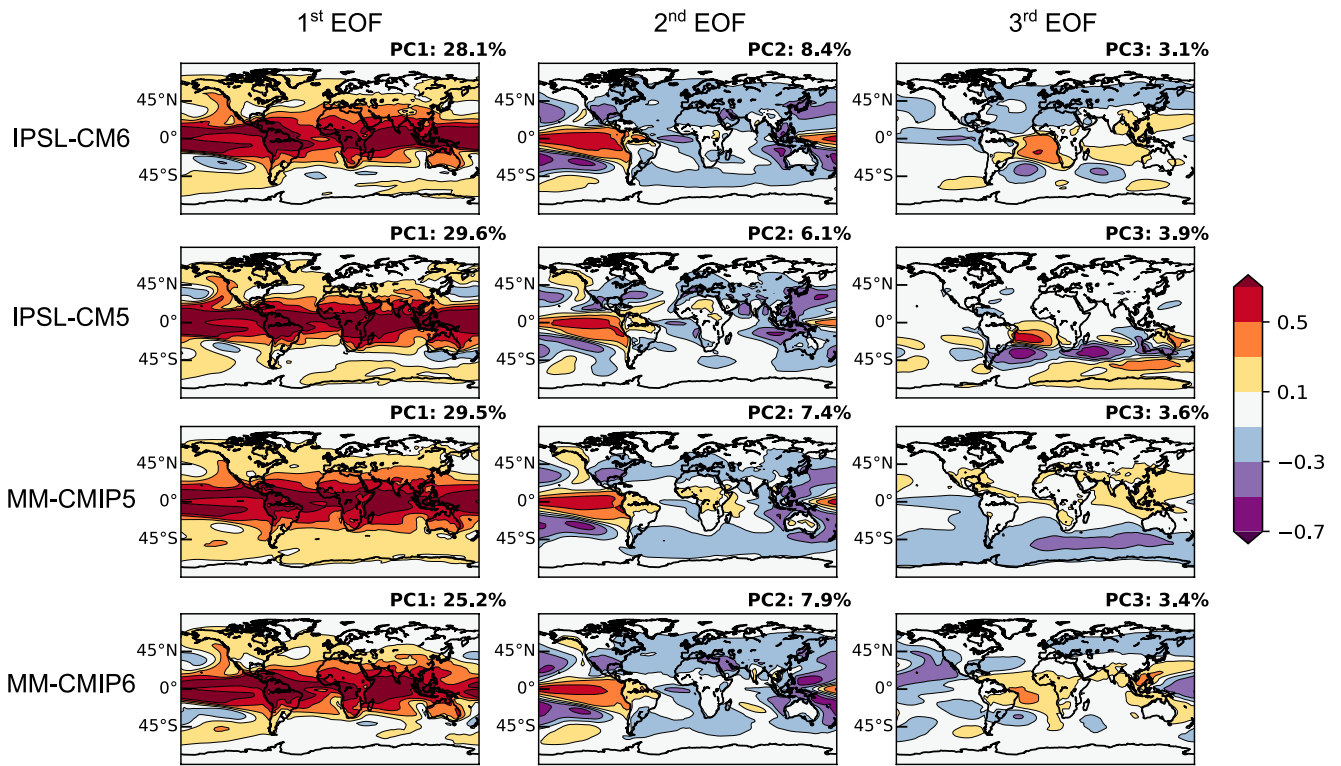 1st EOF 2nd EOF 3rd EOF
PC1: 28.1% PC2: 8.4% PC3: 3.1%
45°N
IPSL-CM6 0°
45°S
PC1: 29.6% PC2: 6.1% PC3: 3.9%
45°N
IPSL-CM5 0°
45°S
0.5
0.1
−0.3
−0.7
PC1: 29.5% PC2: 7.4% PC3: 3.6%
45°N
MM-CMIP5 0°
45°S
PC1: 25.2% PC2: 7.9% PC3: 3.4%
45°N
MM-CMIP6 0°
45°S